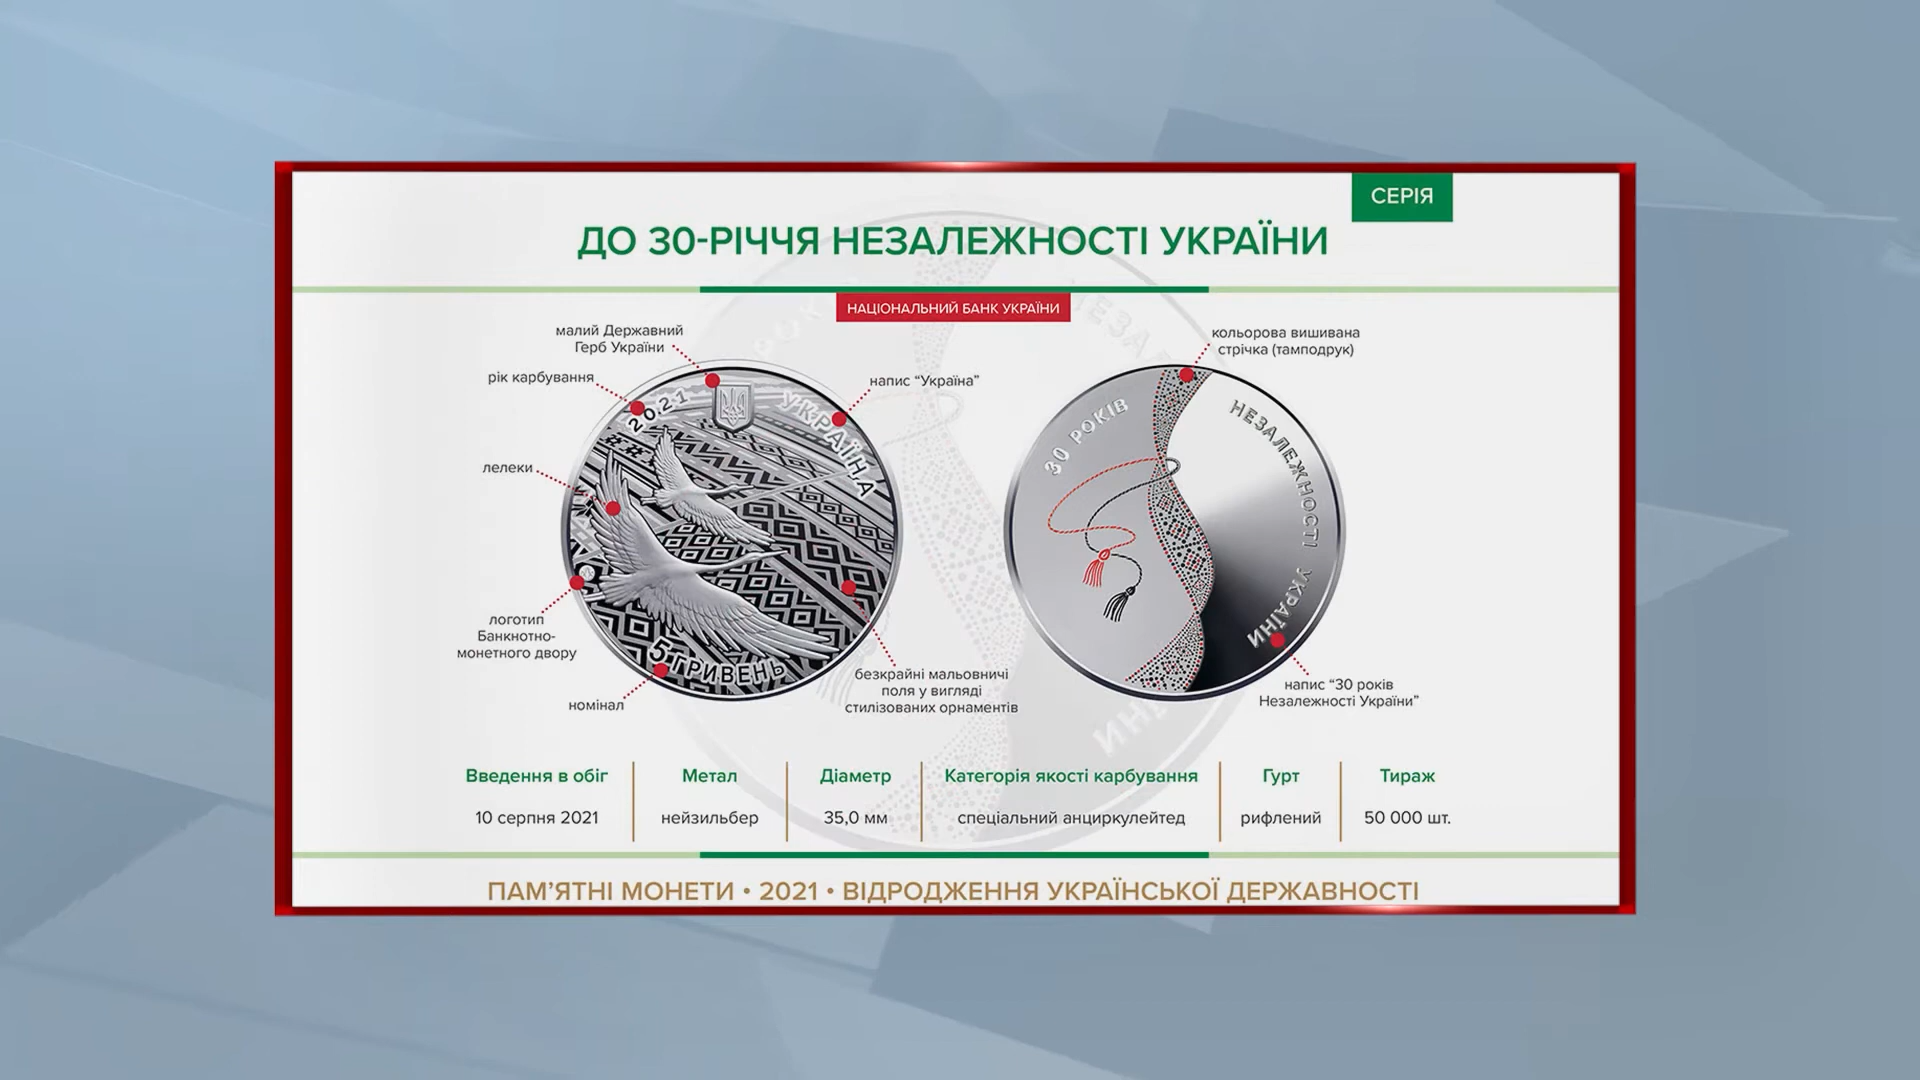 СЕРІЯ
ДО 30-РІЧЧЯ НЕЗАЛЕЖНОСТІ УКРАЇНИ
НАЦІОНАЛЬНИЙ БАНК УКРАЇНИ
малий Державний
Герб України
рік карбування
напис “Україна”
лелеки
логотип
Банкнотно-
монетного двору
номінал
безкрайні мальовничі
поля у вигляді
стилізованих орнаментів
2021
УКРАЇНА
5 ГРИВЕНЬ
кольорова вишивана
стрічка (тамподрук)
30 РОКІВ
НЕЗАЛЕЖНОСТІ УКРАЇНИ
напис “30 років
Незалежності України”
Введення в обіг
10 серпня 2021
Метал
нейзильбер
Діаметр
35,0 мм
Категорія якості карбування
спеціальний анциркулейтед
Гурт
рифлений
Тираж
50 000 шт.
ПАМ’ЯТНІ МОНЕТИ • 2021 • ВІДРОДЖЕННЯ УКРАЇНСЬКОЇ ДЕРЖАВНОСТІ